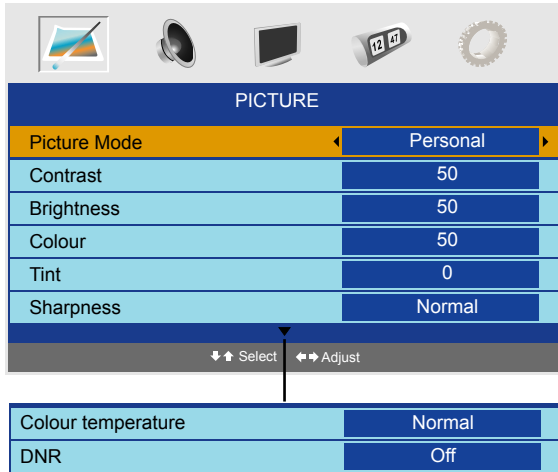 12 47
PICTURE
Picture Mode Personal
Contrast 50
Brightness 50
Colour 50
Tint 0
Sharpness Normal
Select Adjust
Colour temperature Normal
DNR Off